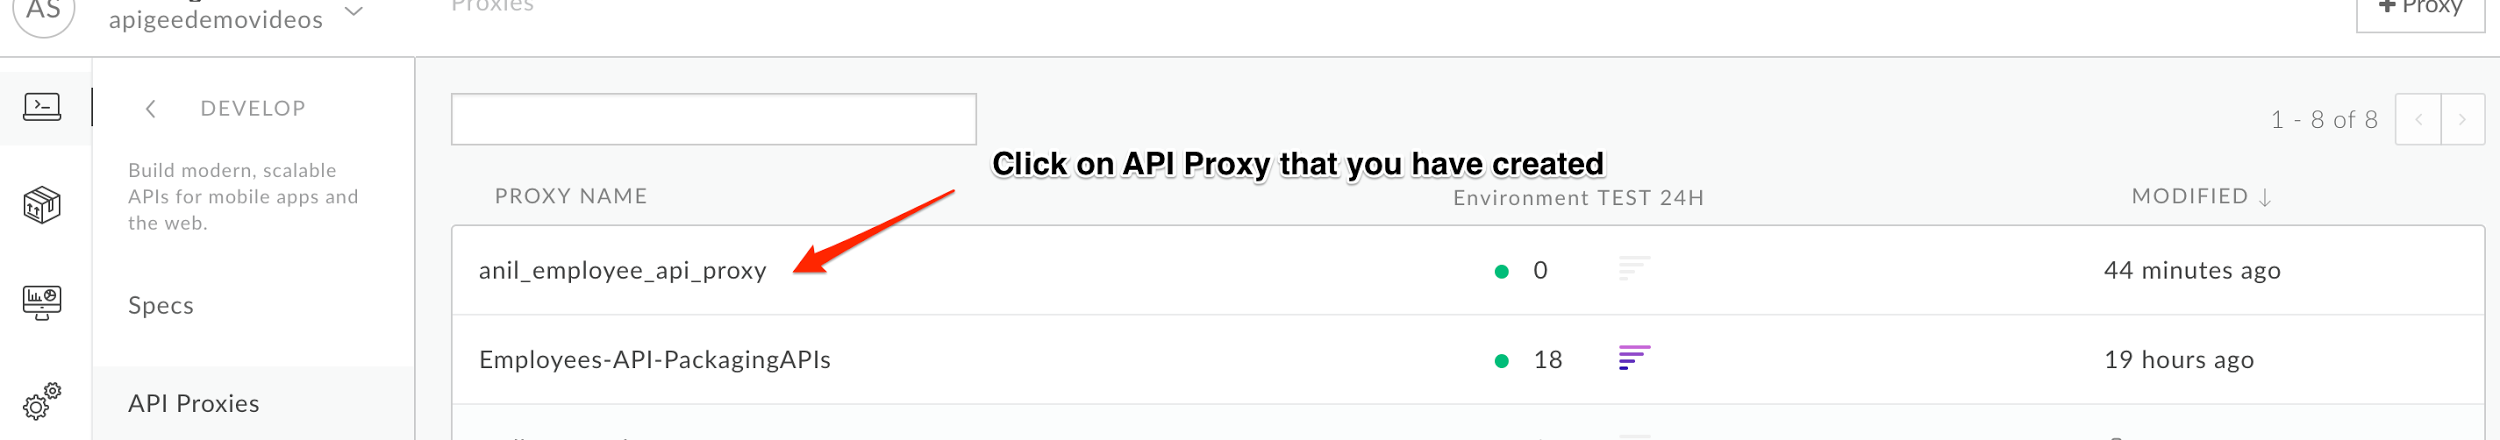 AS
apigeedemovideos
Proxies
+ Proxy
DEVELOP
Build modern, scalable
APIs for mobile apps and
the web.
Specs
API Proxies
1 - 8 of 8
Click on API Proxy that you have created
PROXY NAME
Environment TEST 24H
MODIFIED ↓
anil_employee_api_proxy
0
44 minutes ago
Employees-API-PackagingAPIs
18
19 hours ago